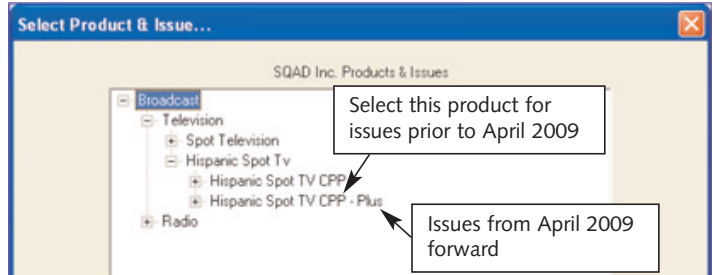 Select Product & Issue...
SQAD Inc. Products & Issues
Broadcast
Television
Spot Television
Hispanic Spot Tv
Hispanic Spot TV CPP
Hispanic Spot TV CPP - Plus
Radio
Select this product for
issues prior to April 2009
Issues from April 2009
forward